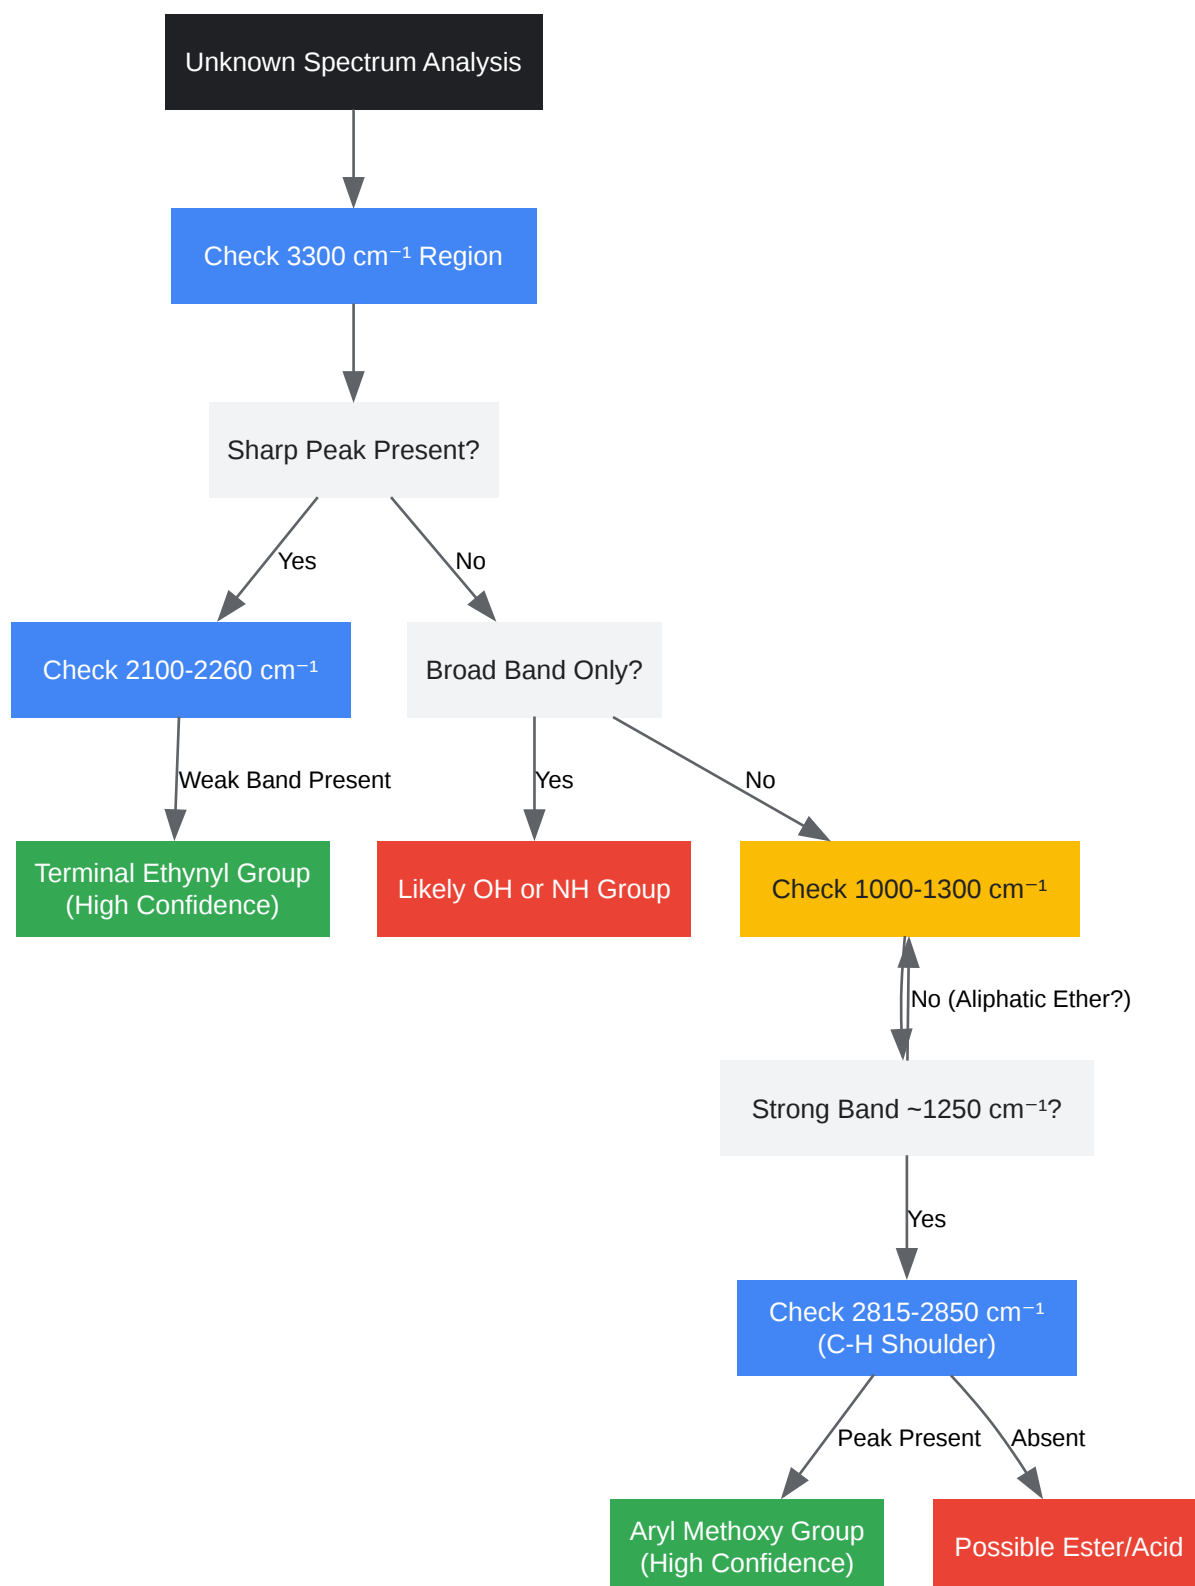 Unknown Spectrum Analysis
Check 3300 cm⁻¹ Region
Sharp Peak Present?
Yes
No
Check 2100-2260 cm⁻¹
Broad Band Only?
Weak Band Present
Yes
No
Terminal Ethynyl Group
(High Confidence)
Likely OH or NH Group
Check 1000-1300 cm⁻¹
No (Aliphatic Ether?)
Strong Band ~1250 cm⁻¹?
Yes
Check 2815-2850 cm⁻¹
(C-H Shoulder)
Peak Present
Absent
Aryl Methoxy Group
(High Confidence)
Possible Ester/Acid